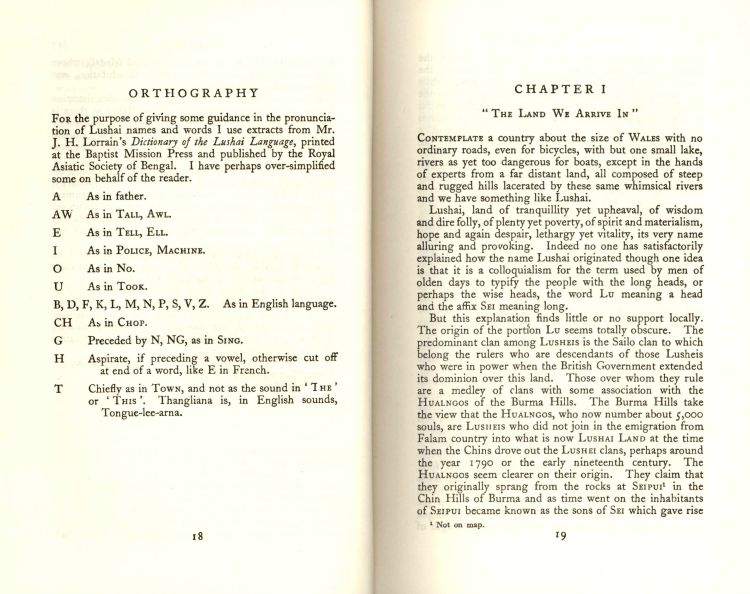 ORTHOGRAPHY
FOR the purpose of giving some guidance in the pronuncia-
tion of Lushai names and words I use extracts from Mr.
J. H. Lorrain's Dictionary of the Lushai Language, printed
at the Baptist Mission Press and published by the Royal
Asiatic Society of Bengal. I have perhaps over-simplified
some on behalf of the reader.
A As in father.
AW As in TALL, AWL.
E As in TELL, ELL.
I As in POLICE, MACHINE.
O As in No.
U As in TOOK.
B, D, F, K, L, M, N, P, S, V, Z. As in English language.
CH As in CHOP.
G Preceded by N, NG, as in SING.
H Aspirate, if preceding a vowel, otherwise cut off
at end of a word, like E in French.
T Chiefly as in TOWN, and not as the sound in 'THE'
or 'THIS'. Thangliana is, in English sounds,
Tongue-lee-arna.
18
CHAPTER I
"THE LAND WE ARRIVE IN"
CONTEMPLATE a country about the size of WALES with no
ordinary roads, even for bicycles, with but one small lake,
rivers as yet too dangerous for boats, except in the hands
of experts from a far distant land, all composed of steep
and rugged hills lacerated by these same whimsical rivers
and we have something like Lushai.
Lushai, land of tranquillity yet upheaval, of wisdom
and dire folly, of plenty yet poverty, of spirit and materialism,
hope and again despair, lethargy yet vitality, its very name
alluring and provoking. Indeed no one has satisfactorily
explained how the name Lushai originated though one idea
is that it is a colloquialism for the term used by men of
olden days to typify the people with the long heads, or
perhaps the wise heads, the word LU meaning a head
and the affix SEI meaning long.
But this explanation finds little or no support locally.
The origin of the portion LU seems totally obscure. The
predominant clan among LUSHEIS is the Sailo clan to which
belong the rulers who are descendants of those Lusheis
who were in power when the British Government extended
its dominion over this land. Those over whom they rule
are a medley of clans with some association with the
HUALNGOS of the Burma Hills. The Burma Hills take
the view that the HUALNGOS, who now number about 5,000
souls, are LUSHEIS who did not join in the emigration from
Falam country into what is now LUSHAI LAND at the time
when the Chins drove out the LUSHEI clans, perhaps around
the year 1790 or the early nineteenth century. The
HUALNGOS seem clearer on their origin. They claim that
they originally sprang from the rocks at SEIPUI¹ in the
Chin Hills of Burma and as time went on the inhabitants
of SEIPUI became known as the sons of SEI which gave rise
¹ Not on map.
19